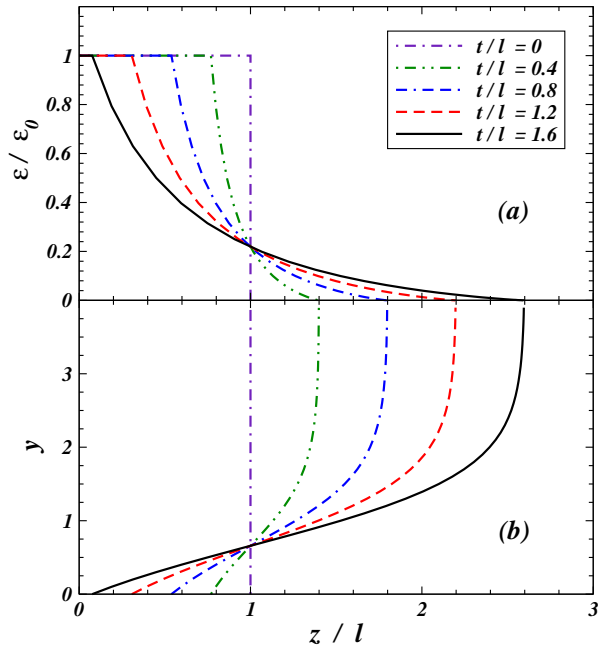 1
0.8
0.6
0.4
0.2
0
ε / ε0
t / l = 0
t / l = 0.4
t / l = 0.8
t / l = 1.2
t / l = 1.6
(a)
3
2
1
0
y
(b)
0 1 2 3
z / l